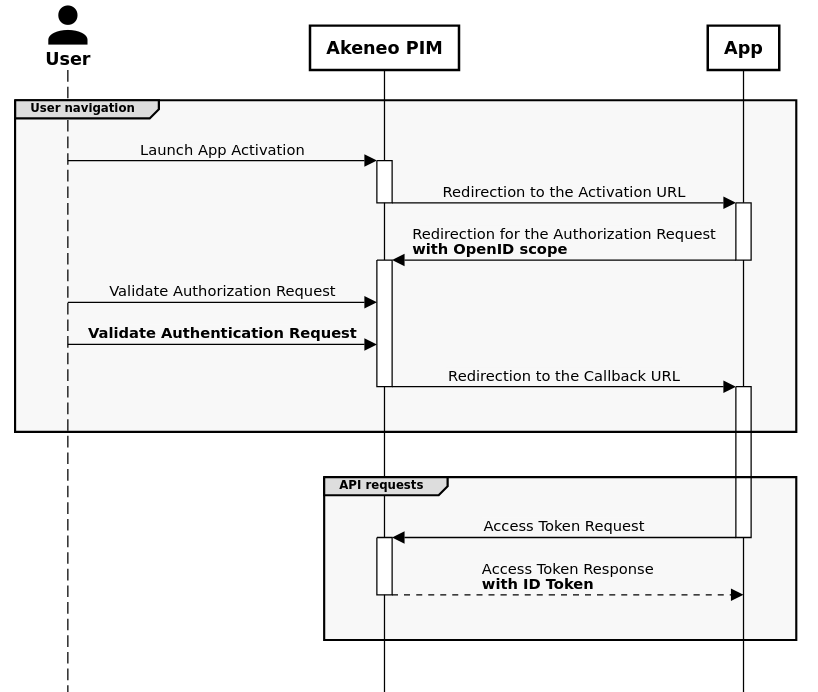 User
Akeneo PIM
App
User navigation
Launch App Activation
Redirection to the Activation URL
Redirection for the Authorization Request
with OpenID scope
Validate Authorization Request
Validate Authentication Request
Redirection to the Callback URL
API requests
Access Token Request
Access Token Response
with ID Token